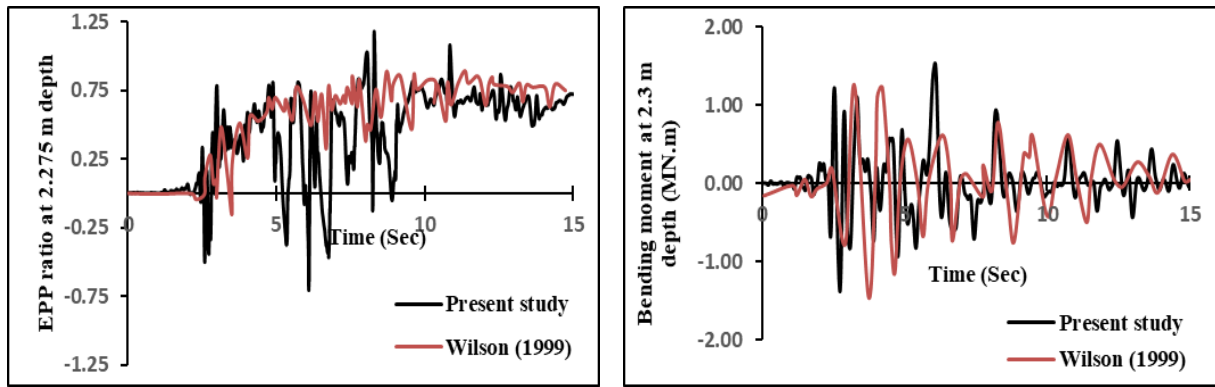 EPP ratio at 2.275 m depth
1.25
0.75
0.25
-0.25
-0.75
-1.25
0 5 10 15
Time (Sec)
Present study
Wilson (1999)
Bending moment at 2.3 m
depth (MN.m)
2.00
1.00
0.00
-1.00
-2.00
0 5 10 15
Time (Sec)
Present study
Wilson (1999)